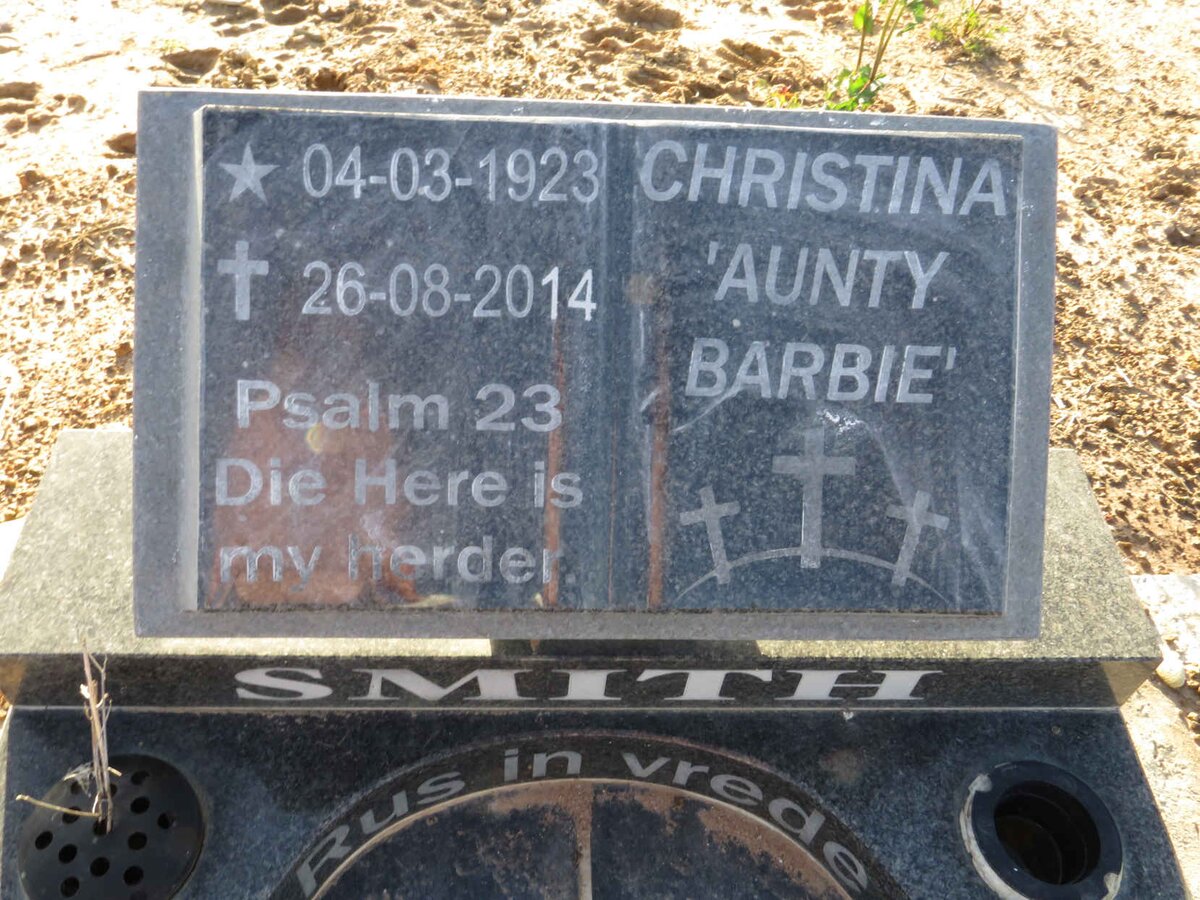 04-03-1923
26-08-2014
Psalm 23
Die Here is
my herder.
CHRISTINA
'AUNTY
BARBIE'
SMITH
Rus in vrede